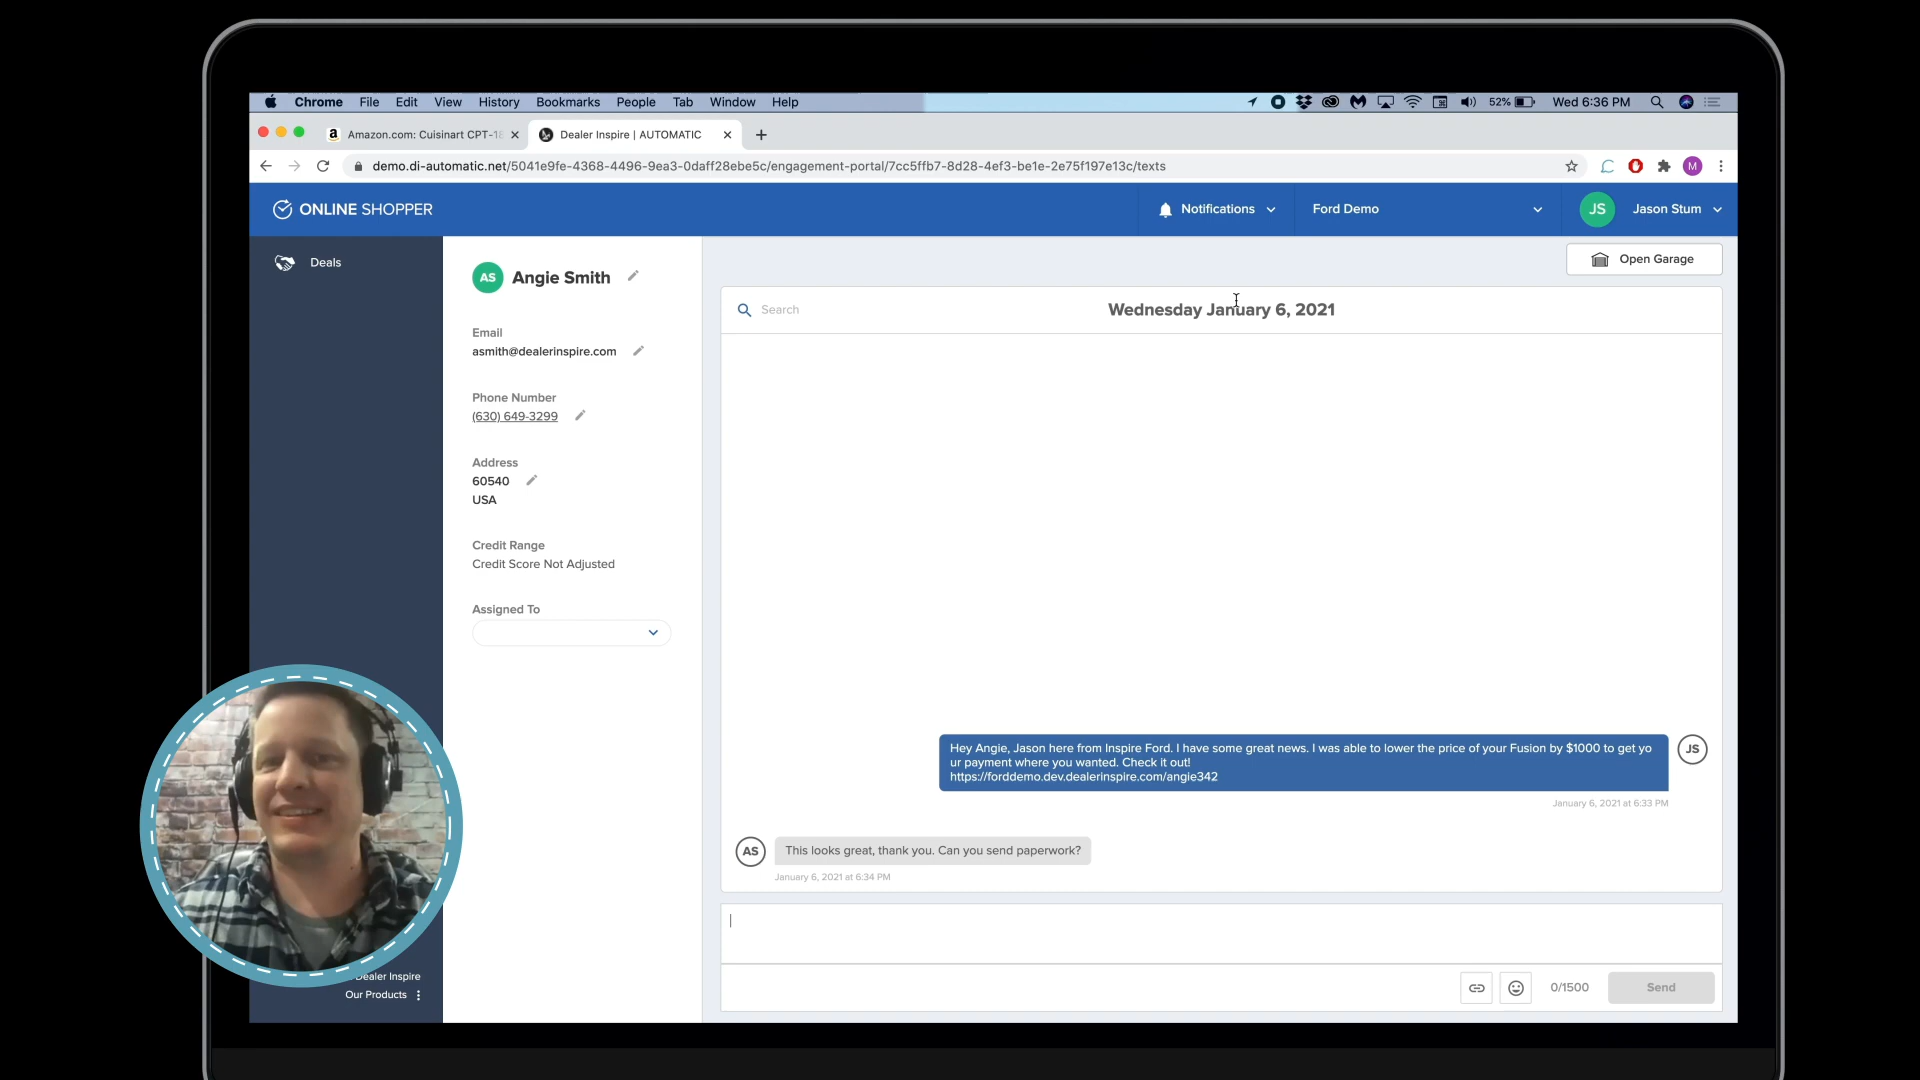 Chrome File Edit View History Bookmarks People Tab Window Help
52% Wed 6:36 PM
Amazon.com: Cuisinart CPT-18
Dealer Inspire | AUTOMATIC
demo.di-automatic.net/5041e9fe-4368-4496-9ea3-0daff28ebe5c/engagement-portal/7cc5ffb7-8d28-4ef3-be1e-2e75f197e13c/texts
M
ONLINE SHOPPER
Notifications
Ford Demo
JS
Jason Stum
Deals
AS
Angie Smith
Email
asmith@dealerinspire.com
Phone Number
(630) 649-3299
Address
60540
USA
Credit Range
Credit Score Not Adjusted
Assigned To
Dealer Inspire
Our Products
Open Garage
Search
Wednesday January 6, 2021
Hey Angie, Jason here from Inspire Ford. I have some great news. I was able to lower the price of your Fusion by $1000 to get yo
ur payment where you wanted. Check it out!
https://forddemo.dev.dealerinspire.com/angie342
JS
January 6, 2021 at 6:33 PM
AS
This looks great, thank you. Can you send paperwork?
January 6, 2021 at 6:34 PM
0/1500
Send